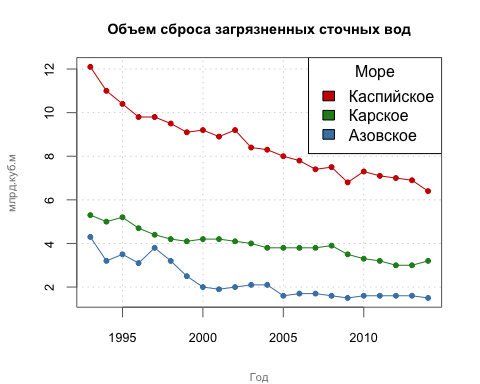 Объем сброса загрязненных сточных вод
млрд.куб.м
12
10
8
6
4
2
Море
Каспийское
Карское
Азовское
1995
2000
2005
2010
Год